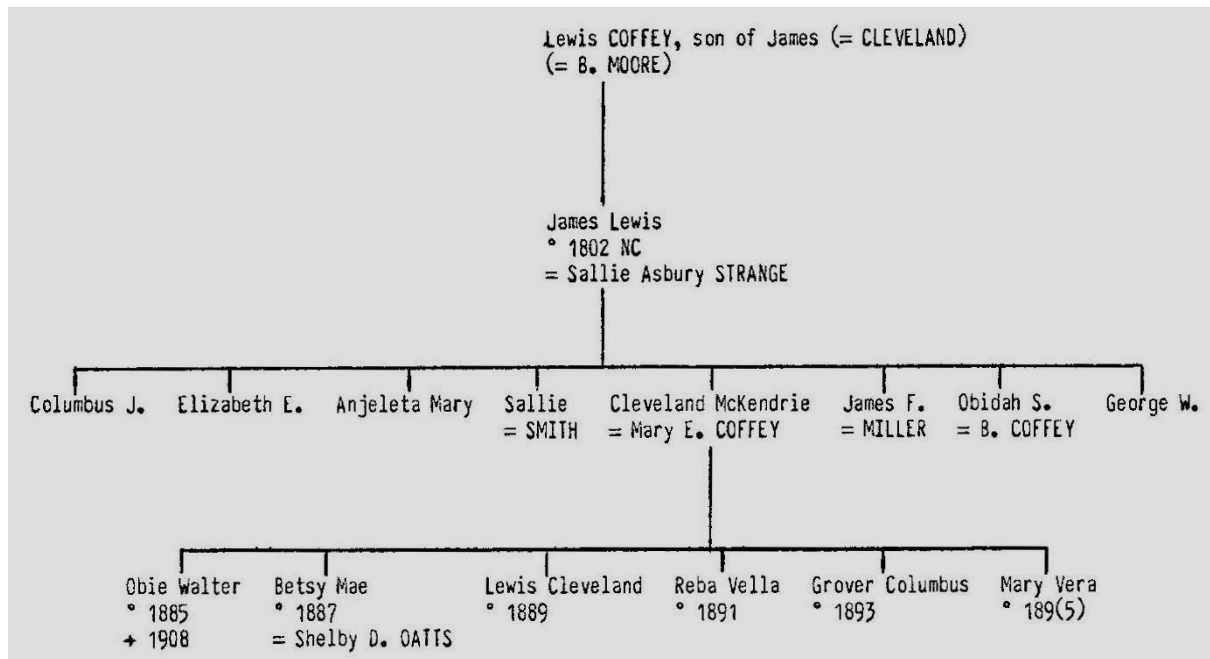 Lewis COFFEY, son of James (= CLEVELAND)
(= B. MOORE)
James Lewis
° 1802 NC
= Sallie Asbury STRANGE
Columbus J.
Elizabeth E.
Anjeleta Mary
Sallie
= SMITH
Cleveland McKendrie
= Mary E. COFFEY
James F.
= MILLER
Obidah S.
= B. COFFEY
George W.
Obie Walter
° 1885
+ 1908
Betsy Mae
° 1887
= Shelby D. OATTS
Lewis Cleveland
° 1889
Reba Vella
° 1891
Grover Columbus
° 1893
Mary Vera
° 189(5)